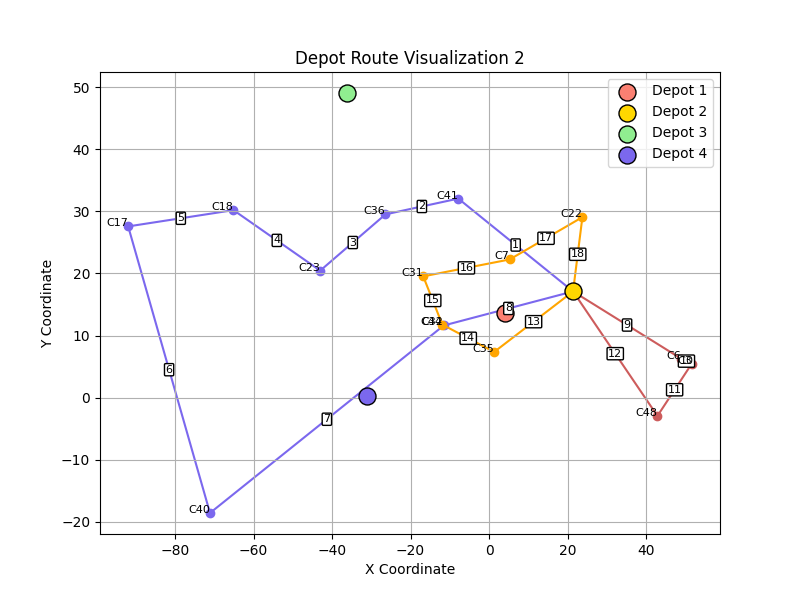 Depot Route Visualization 2
Depot 1
Depot 2
Depot 3
Depot 4
Y Coordinate
50
40
30
20
10
0
−10
−20
C17
5
C18
4
C23
3
C36
2
C41
1
C22
17
18
C7
16
C31
15
8
14
C35
13
9
12
10
11
C48
6
7
C40
−80
−60
−40
−20
0
20
40
X Coordinate